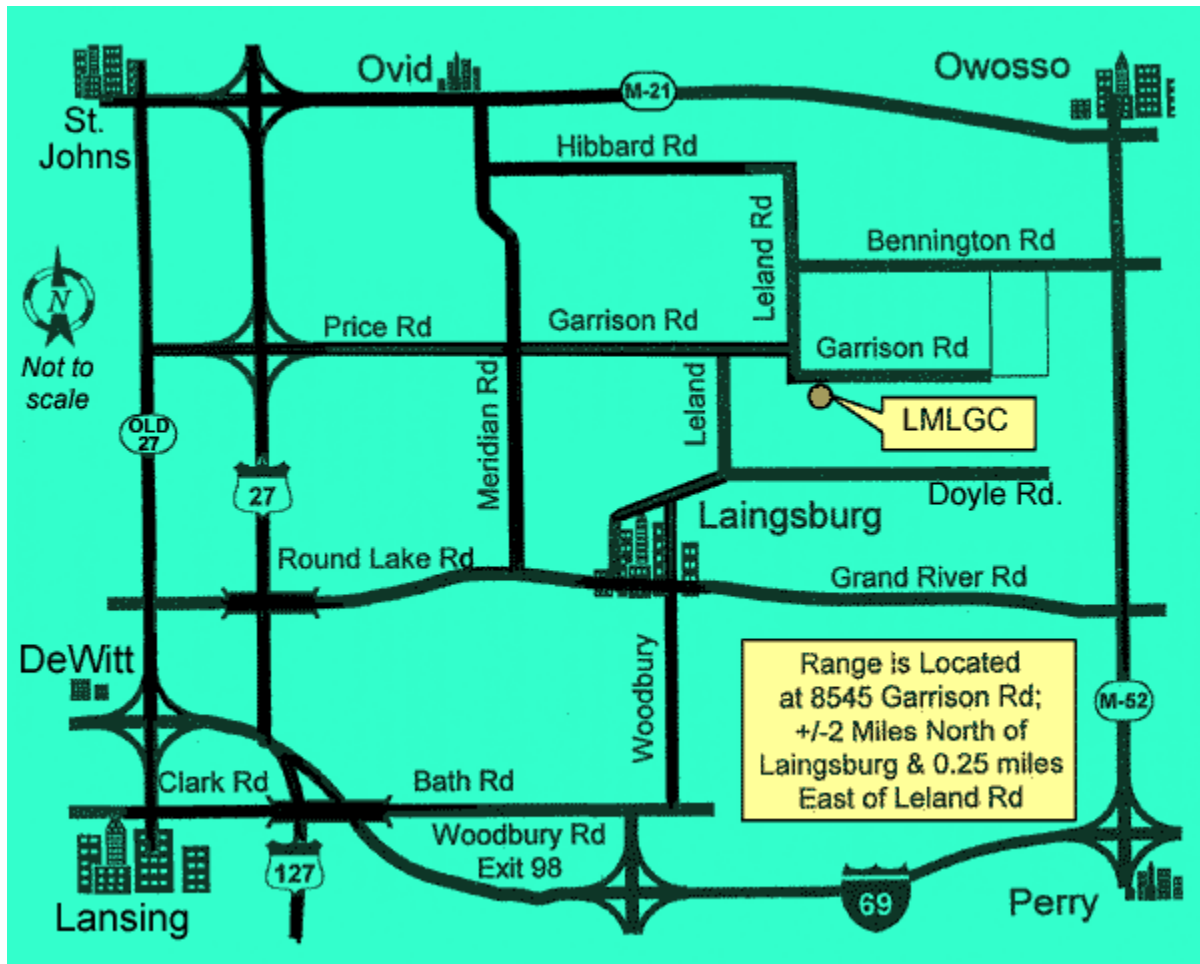 Ovid
M-21
Owosso
St.
Johns
Hibbard Rd
Leland Rd
Bennington Rd
N
Not to
scale
Price Rd
Garrison Rd
Garrison Rd
Meridian Rd
Leland
LMLGC
OLD
27
27
Doyle Rd.
Laingsburg
Round Lake Rd
Grand River Rd
DeWitt
Woodbury
Range is Located
at 8545 Garrison Rd;
+/-2 Miles North of
Laingsburg & 0.25 miles
East of Leland Rd
M-52
Clark Rd
Bath Rd
Woodbury Rd
Exit 98
127
69
Lansing
Perry